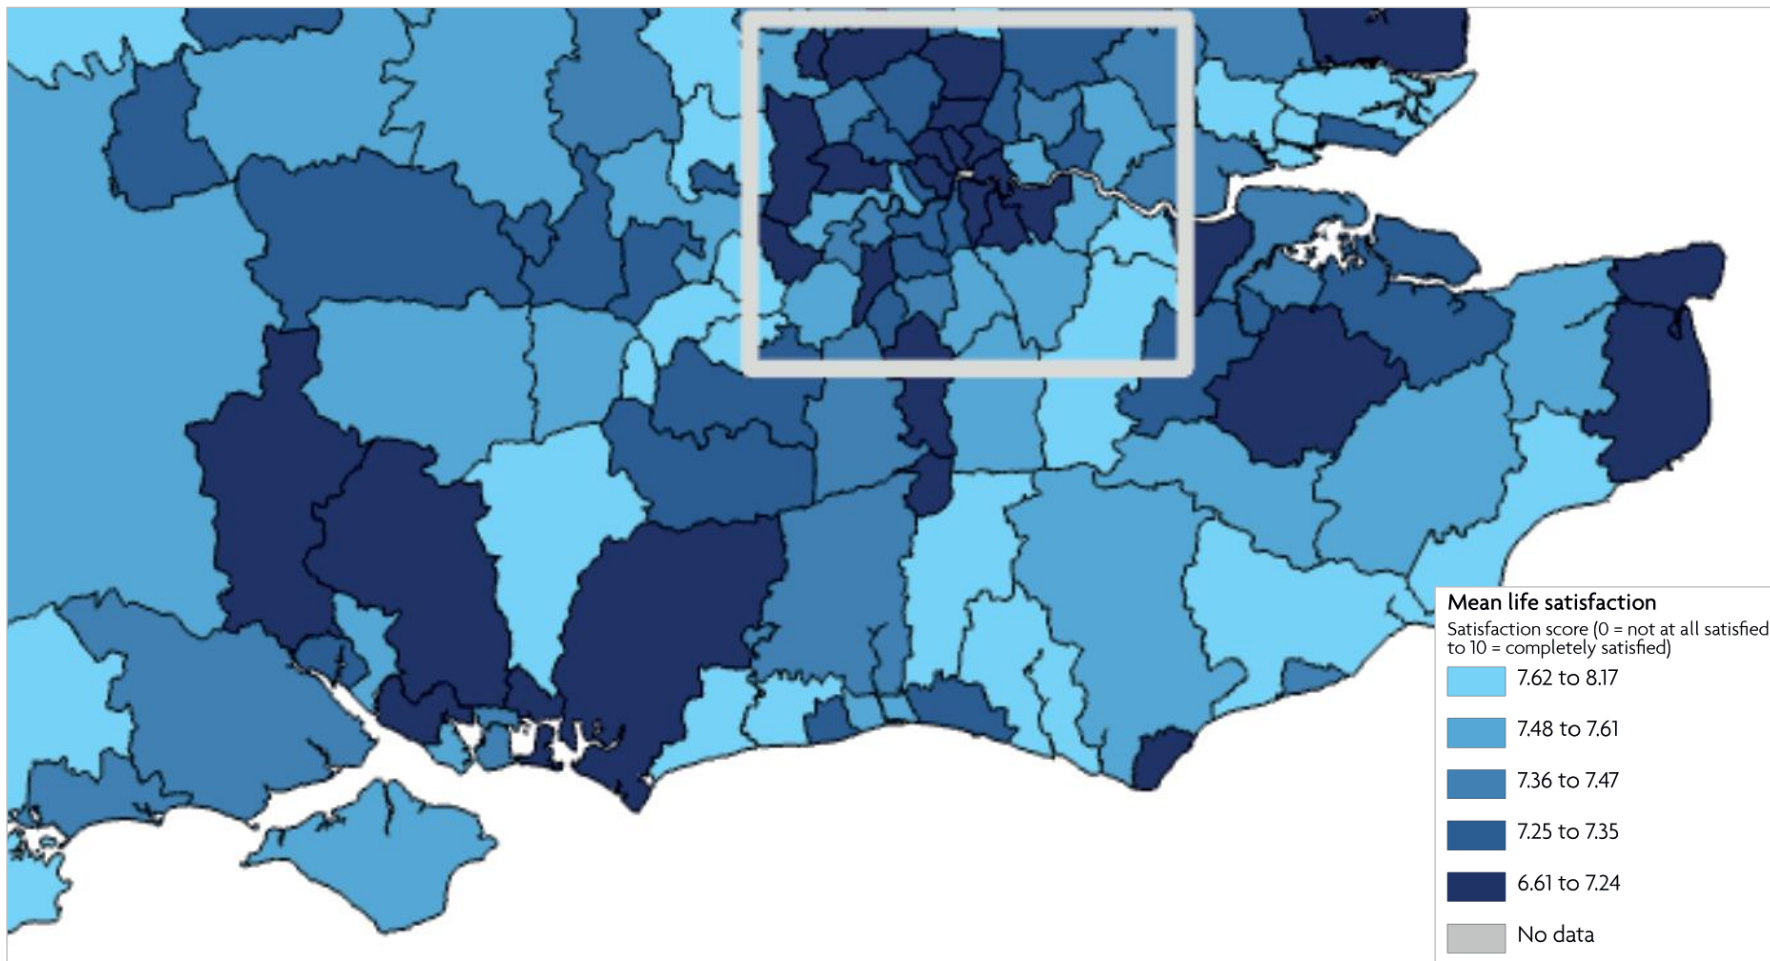 Mean life satisfaction
Satisfaction score (0 = not at all satisfied
to 10 = completely satisfied)
7.62 to 8.17
7.48 to 7.61
7.36 to 7.47
7.25 to 7.35
6.61 to 7.24
No data